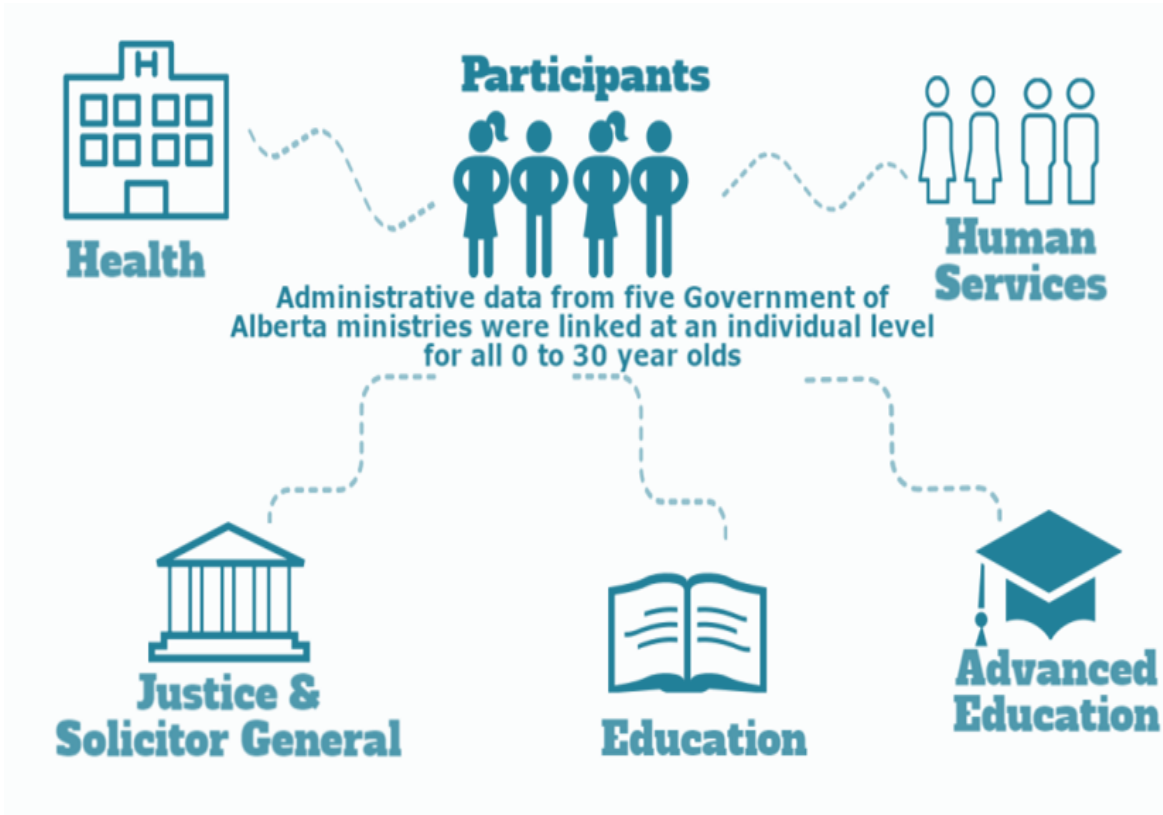 H
Participants
Health
Human
Services
Administrative data from five Government of
Alberta ministries were linked at an individual level
for all 0 to 30 year olds
Justice &
Solicitor General
Education
Advanced
Education